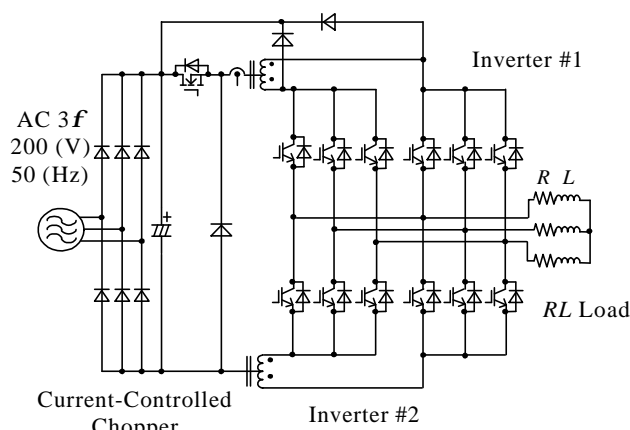 Inverter #1
AC 3f
200 (V)
50 (Hz)
R L
RL Load
+
Current-Controlled
Chopper
Inverter #2